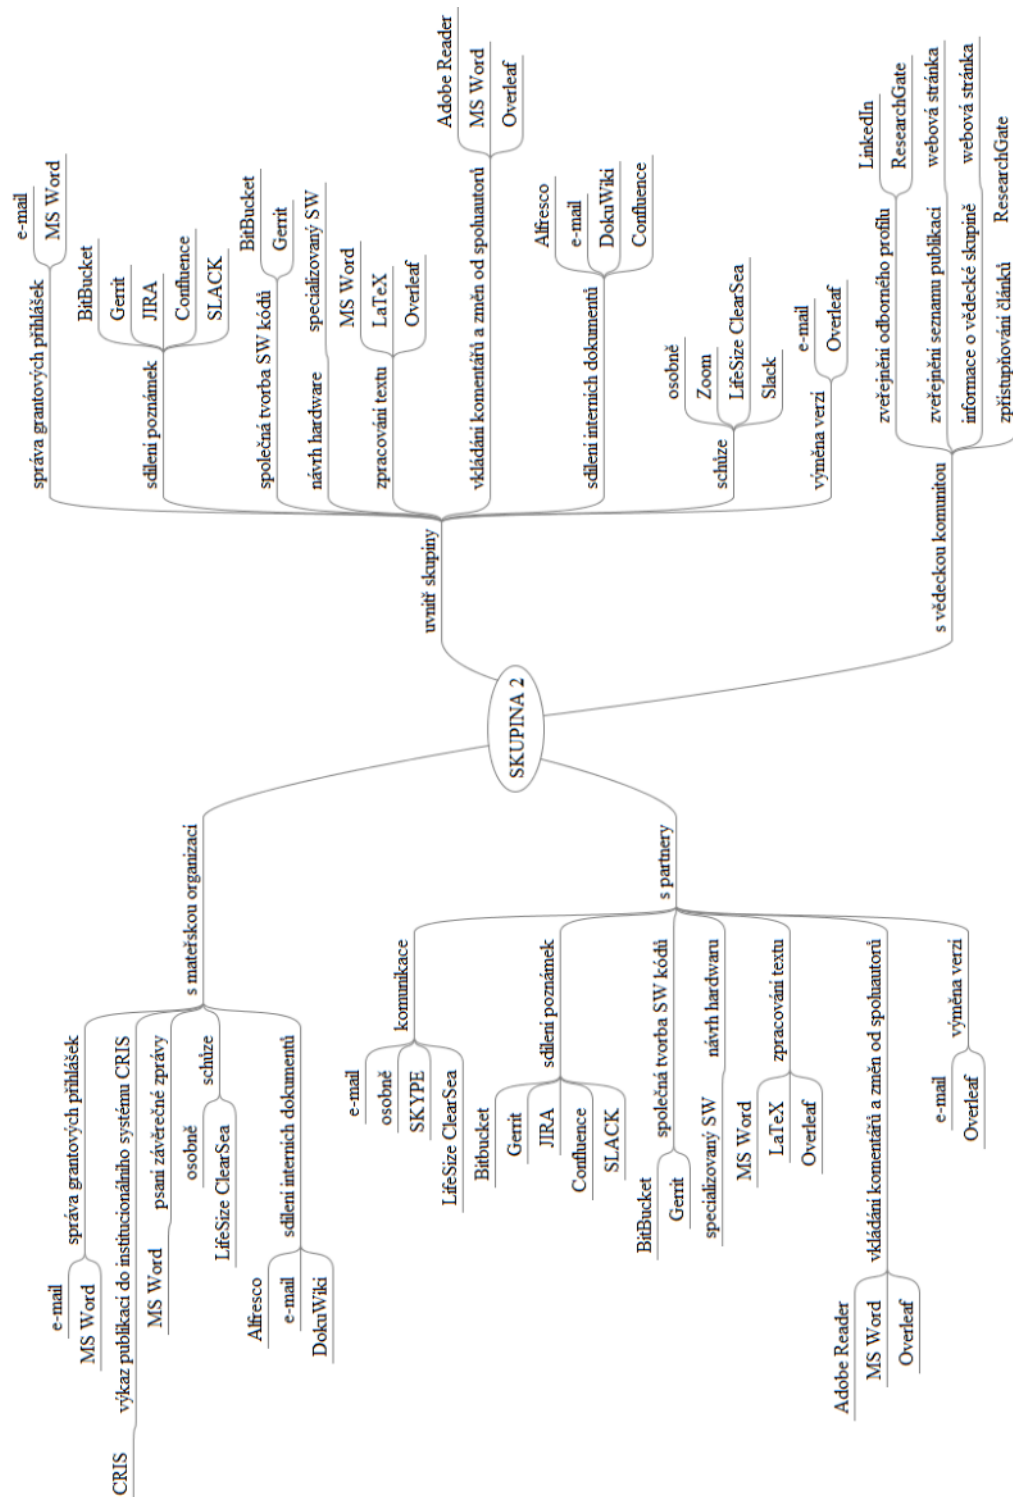 SKUPINA 2
uvnitř skupiny
správa grantových přihlášek
e-mail
MS Word
sdílení poznámek
BitBucket
Gerrit
JIRA
Confluence
SLACK
společná tvorba SW kódů
BitBucket
Gerrit
návrh hardware
specializovaný SW
zpracování textu
MS Word
LaTeX
Overleaf
vkládání komentářů a změn od spoluautorů
Adobe Reader
MS Word
Overleaf
sdílení interních dokumentů
Alfresco
e-mail
DokuWiki
Confluence
schůze
osobně
Zoom
LifeSize ClearSea
Slack
výměna verzí
e-mail
Overleaf
s vědeckou komunitou
zveřejnění odborného profilu
LinkedIn
ResearchGate
zveřejnění seznamu publikací
webová stránka
informace o vědecké skupině
webová stránka
zpřístupňování článků
ResearchGate
s mateřskou organizací
správa grantových přihlášek
e-mail
MS Word
výkaz publikací do institucionálního systému CRIS
CRIS
psaní závěrečné zprávy
MS Word
schůze
osobně
LifeSize ClearSea
sdílení interních dokumentů
Alfresco
e-mail
DokuWiki
s partnery
komunikace
e-mail
osobně
SKYPE
LifeSize ClearSea
sdílení poznámek
Bitbucket
Gerrit
JIRA
Confluence
SLACK
společná tvorba SW kódů
BitBucket
Gerrit
návrh hardwaru
specializovaný SW
zpracování textu
MS Word
LaTeX
Overleaf
vkládání komentářů a změn od spoluautorů
Adobe Reader
MS Word
Overleaf
výměna verzí
e-mail
Overleaf